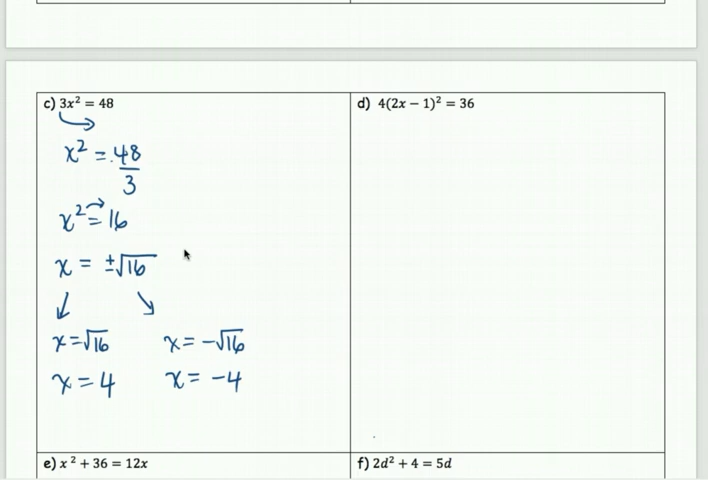 c) 3x² = 48
x² = 48/3
x² = 16
x = ±√16
x = √16 x = -√16
x = 4 x = -4
d) 4(2x − 1)² = 36
e) x² + 36 = 12x
f) 2d² + 4 = 5d